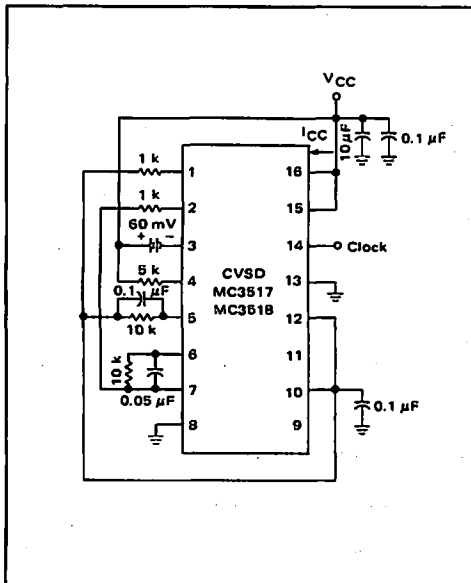 VCC
ICC
10 µF
0.1 µF
1 k
1
16
1 k
2
15
60 mV
+ −
3
14
Clock
5 k
4
CVSD
MC3517
MC3518
13
0.1 µF
5
12
10 k
6
11
10 k
7
10
0.05 µF
0.1 µF
8
9